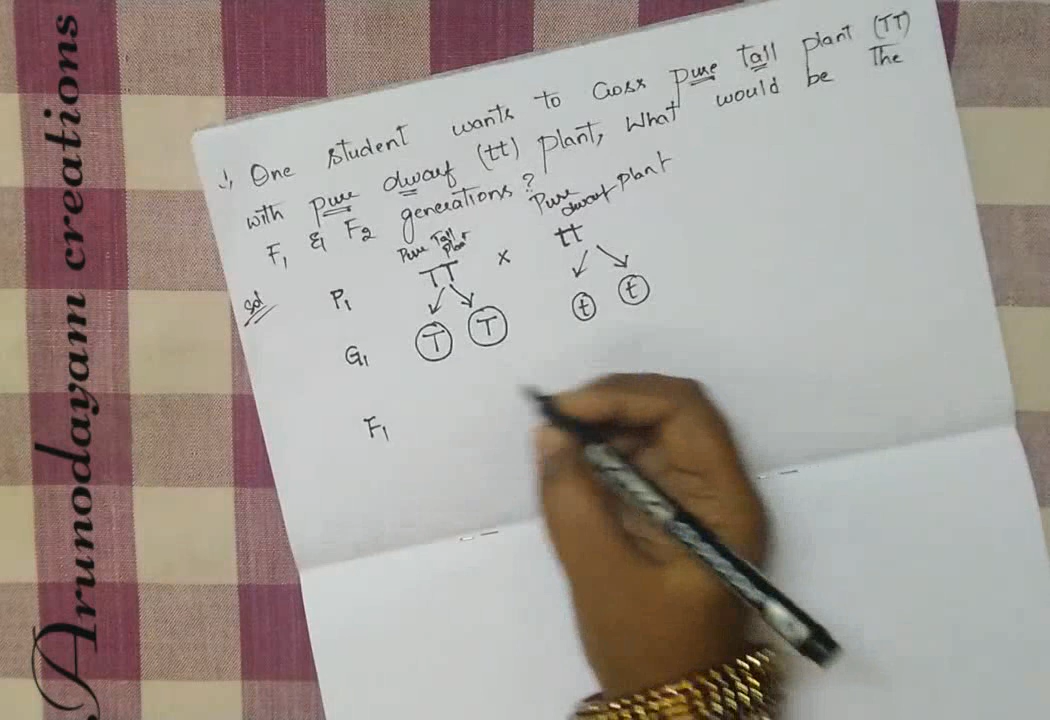 Arunodayam creations
1, One student wants to cross pure Tall plant (TT)
with pure dwarf (tt) plant, What would be The
F1 & F2 generations ?
Pure Tall Plant
Pure dwarf plant
Sol P1 TT x tt
G1 T T t t
F1